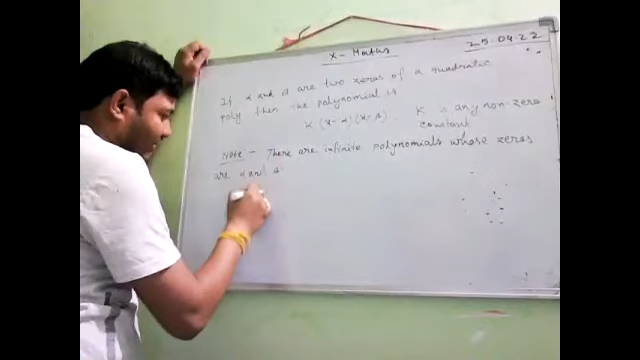 X - Maths
25.04.22
If α and β are two zeros of a quadratic
poly then the polynomial is
K (x-α) (x-β). K = any non-zero
constant
Note - There are infinite polynomials whose zeros
are α and β